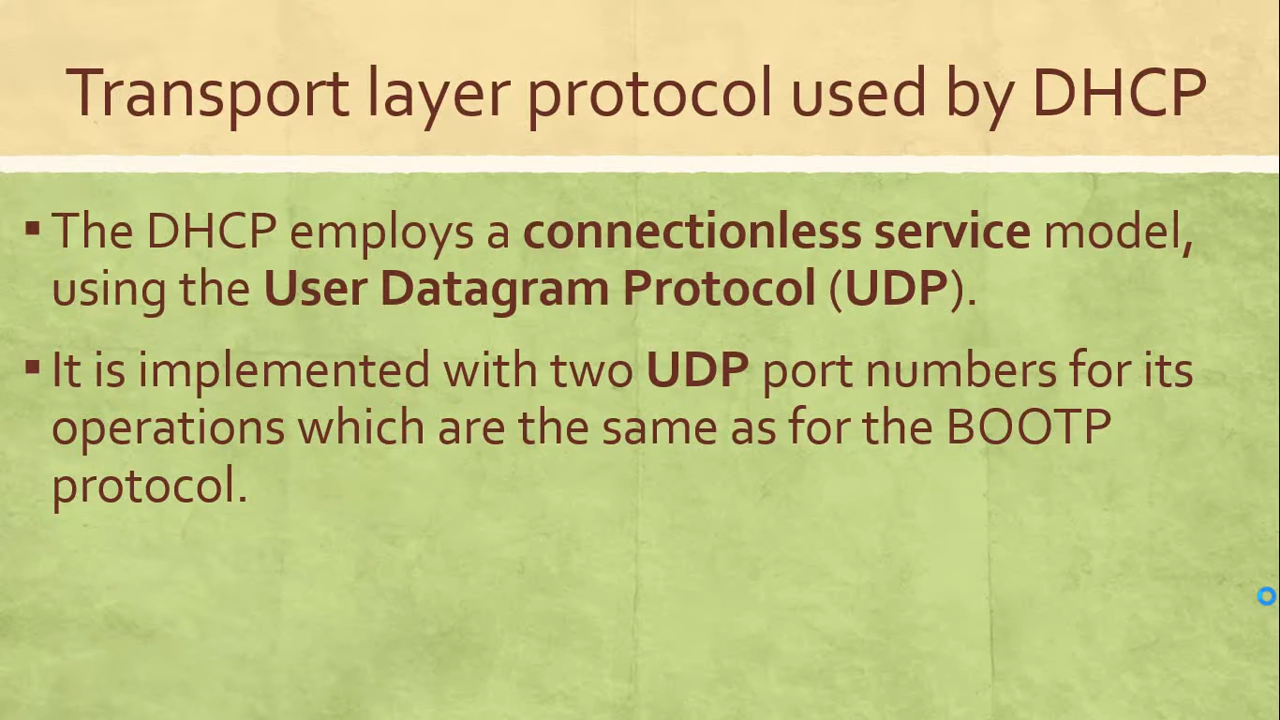 Transport layer protocol used by DHCP
▪ The DHCP employs a connectionless service model,
using the User Datagram Protocol (UDP).
▪ It is implemented with two UDP port numbers for its
operations which are the same as for the BOOTP
protocol.